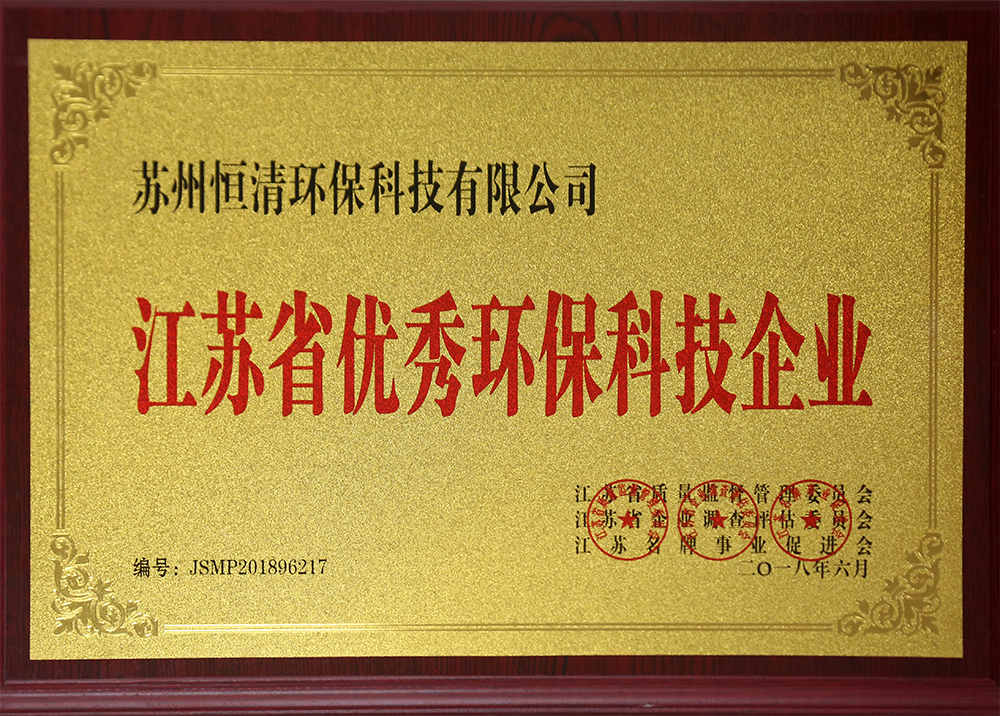 苏州恒清环保科技有限公司
江苏省优秀环保科技企业
江苏省质量监督管理委员会
江苏省企业调查评估委员会
江苏名牌事业促进会
编号：JSMP201896217
二〇一八年六月